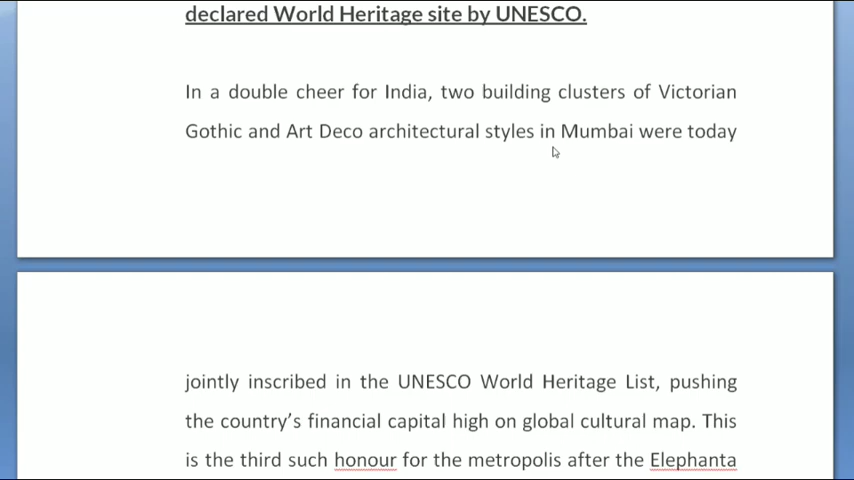 declared World Heritage site by UNESCO.
In a double cheer for India, two building clusters of Victorian
Gothic and Art Deco architectural styles in Mumbai were today
jointly inscribed in the UNESCO World Heritage List, pushing
the country’s financial capital high on global cultural map. This
is the third such honour for the metropolis after the Elephanta